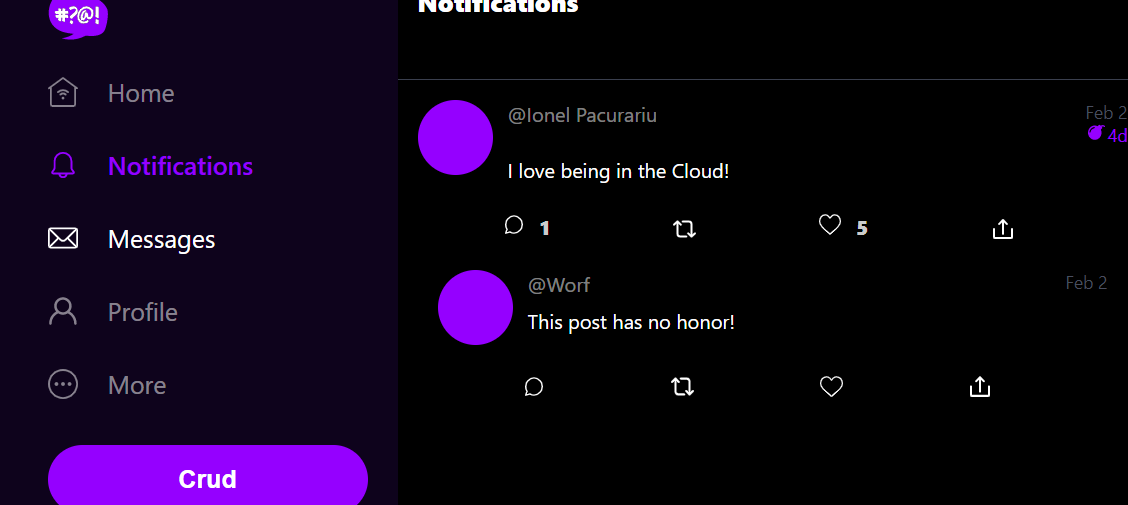 #?@!
Home
Notifications
Messages
Profile
More
Crud
Notifications
@Ionel Pacurariu
Feb 2
4d
I love being in the Cloud!
1
5
@Worf
Feb 2
This post has no honor!